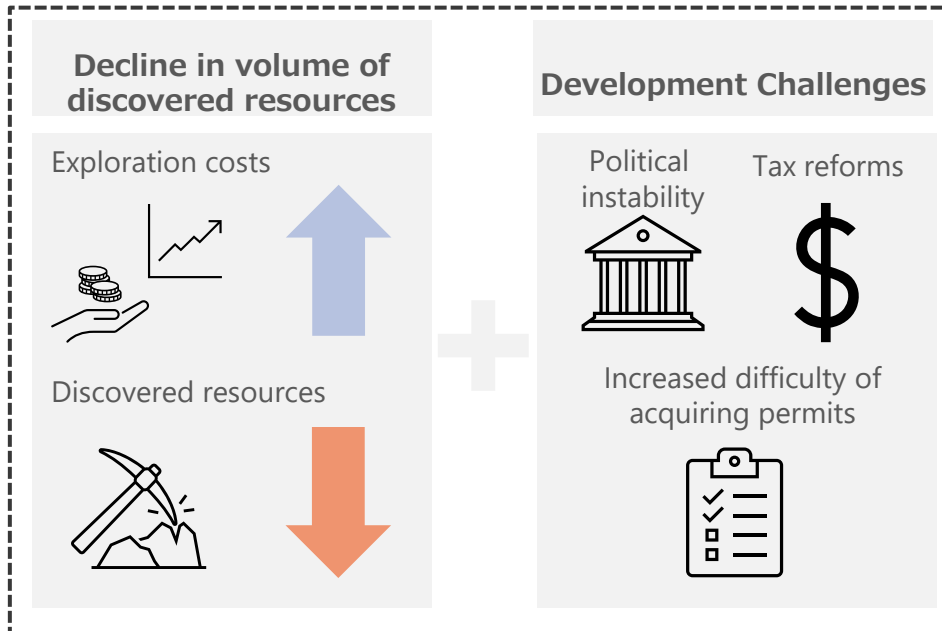 Decline in volume of
discovered resources
Exploration costs
Discovered resources
Development Challenges
Political
instability
Tax reforms
Increased difficulty of
acquiring permits